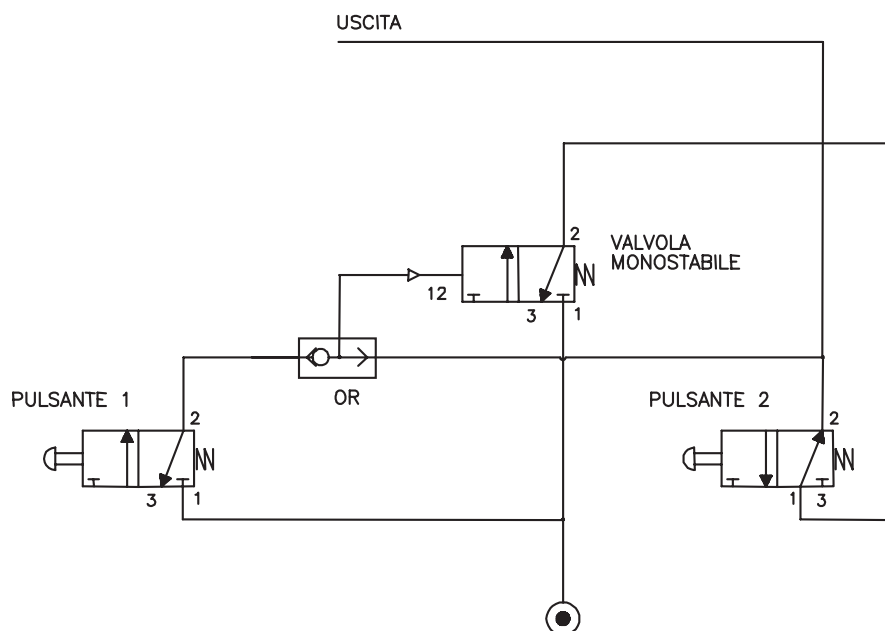 USCITA
2
VALVOLA
MONOSTABILE
12
3
1
OR
PULSANTE 1
2
3
1
PULSANTE 2
2
1
3